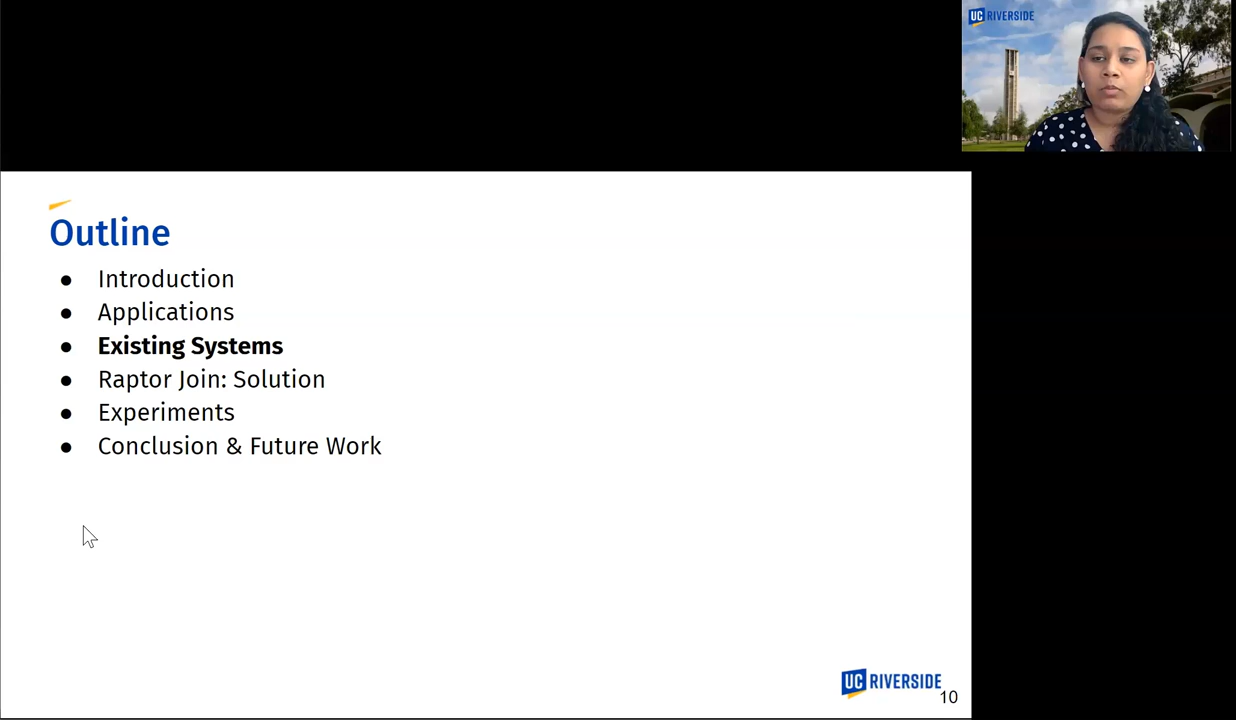 UC RIVERSIDE
Outline
● Introduction
● Applications
● Existing Systems
● Raptor Join: Solution
● Experiments
● Conclusion & Future Work
UC RIVERSIDE
10